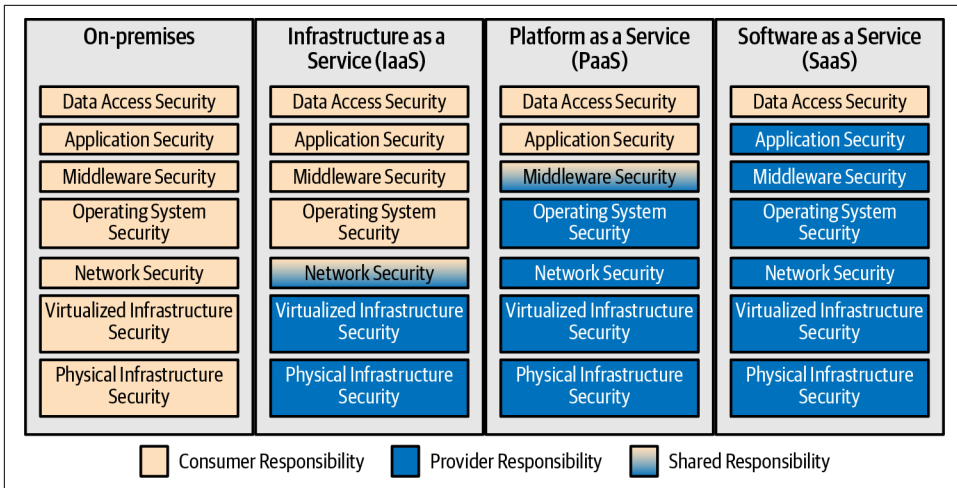 On-premises
Data Access Security
Application Security
Middleware Security
Operating System
Security
Network Security
Virtualized Infrastructure
Security
Physical Infrastructure
Security
Infrastructure as a
Service (IaaS)
Data Access Security
Application Security
Middleware Security
Operating System
Security
Network Security
Virtualized Infrastructure
Security
Physical Infrastructure
Security
Platform as a Service
(PaaS)
Data Access Security
Application Security
Middleware Security
Operating System
Security
Network Security
Virtualized Infrastructure
Security
Physical Infrastructure
Security
Software as a Service
(SaaS)
Data Access Security
Application Security
Middleware Security
Operating System
Security
Network Security
Virtualized Infrastructure
Security
Physical Infrastructure
Security
Consumer Responsibility
Provider Responsibility
Shared Responsibility